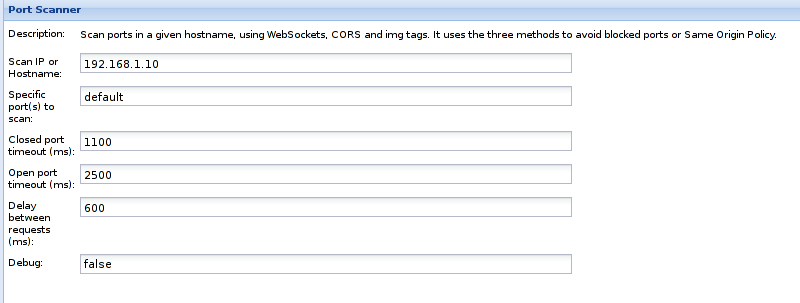 Port Scanner
Description: Scan ports in a given hostname, using WebSockets, CORS and img tags. It uses the three methods to avoid blocked ports or Same Origin Policy.
Scan IP or
Hostname: 192.168.1.10
Specific
port(s) to
scan: default
Closed port
timeout (ms): 1100
Open port
timeout (ms): 2500
Delay
between
requests
(ms): 600
Debug: false